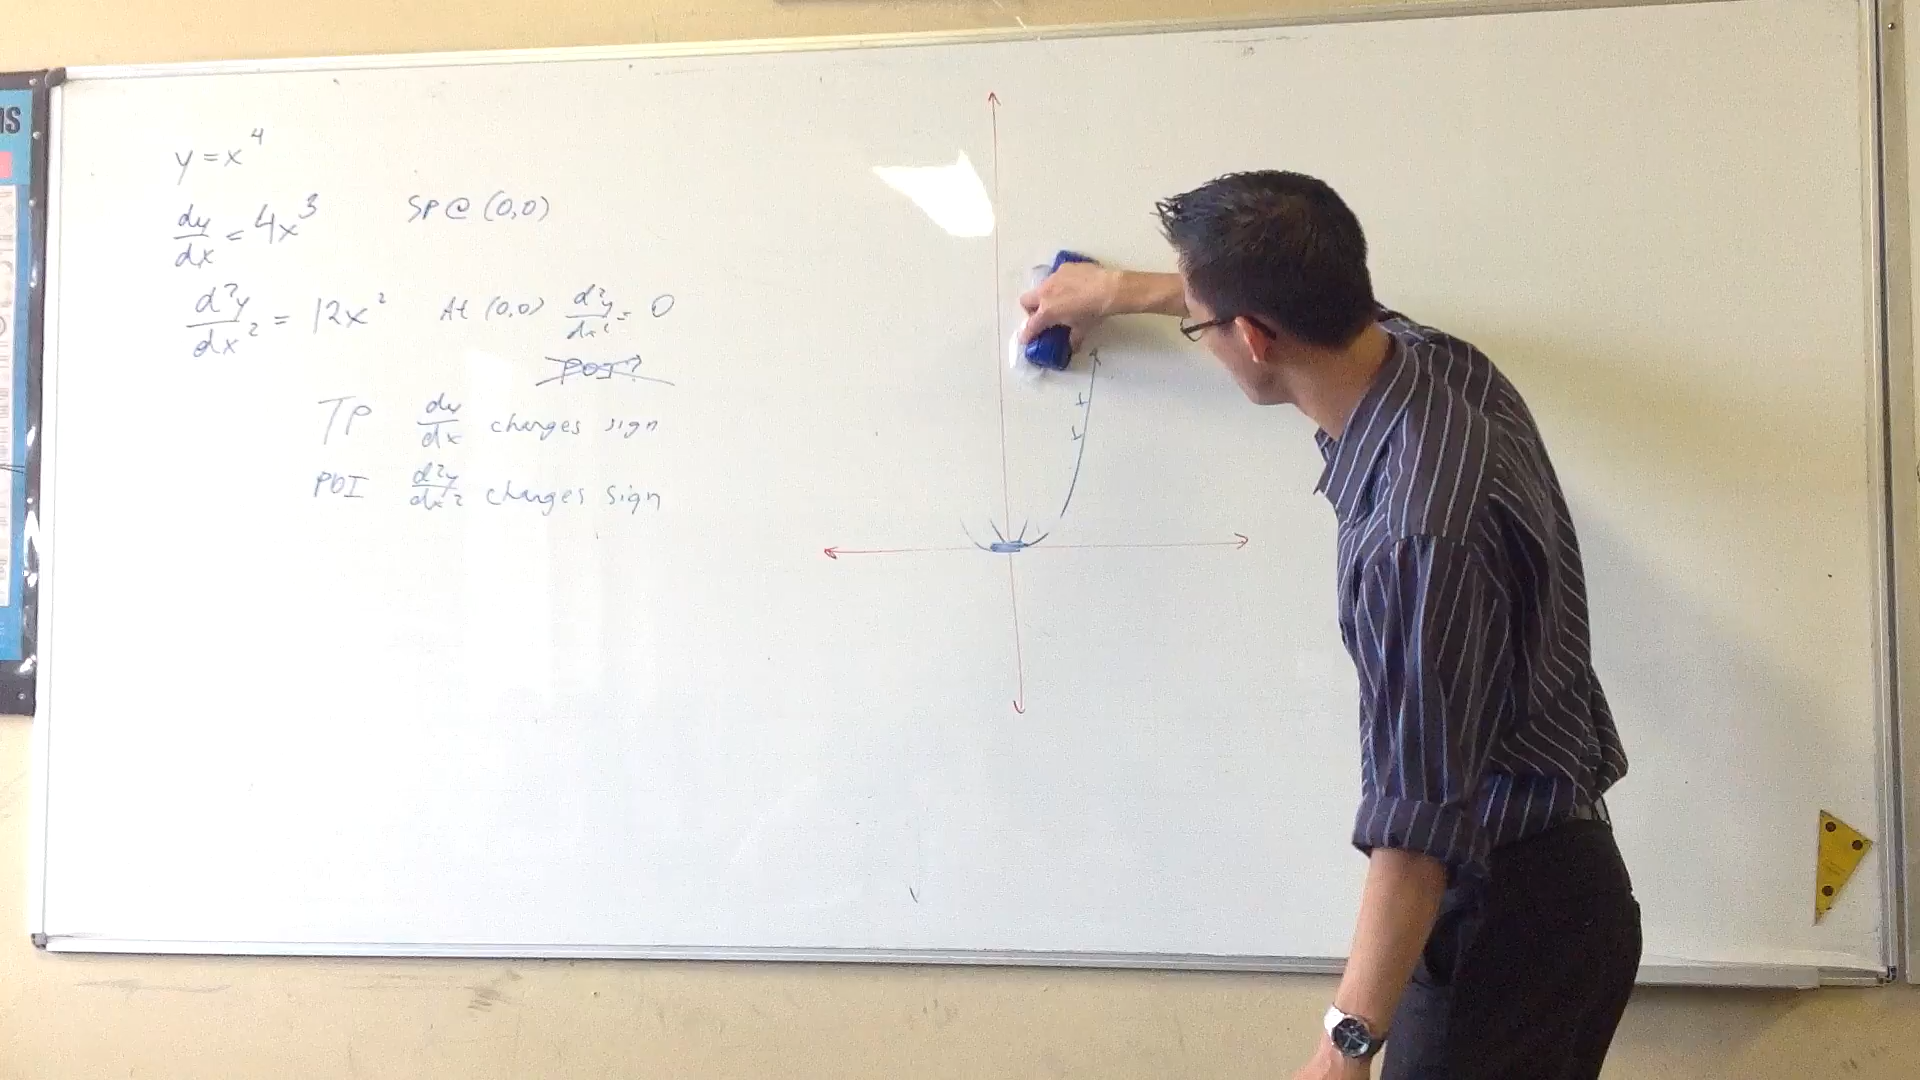 NS
y = x⁴
dy/dx = 4x³ SP @ (0,0)
d²y/dx² = 12x² At (0,0) d²y/dx² = 0
POI?
TP dy/dx changes sign
POI d²y/dx² changes sign